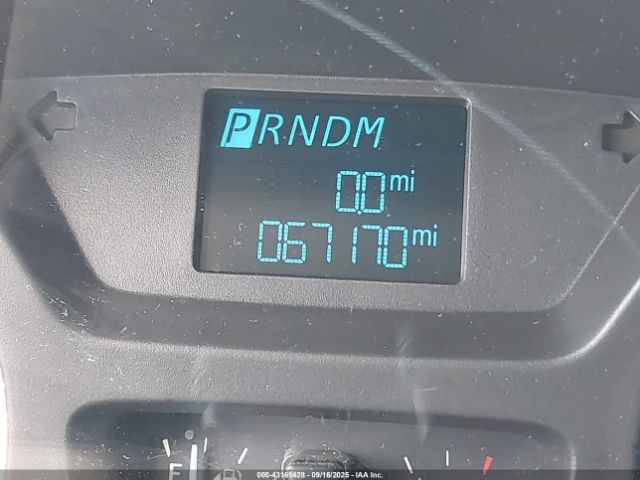 PRNDM
0.0 mi
067170 mi
F
000-43161428 - 09/16/2025 - © IAA Inc.